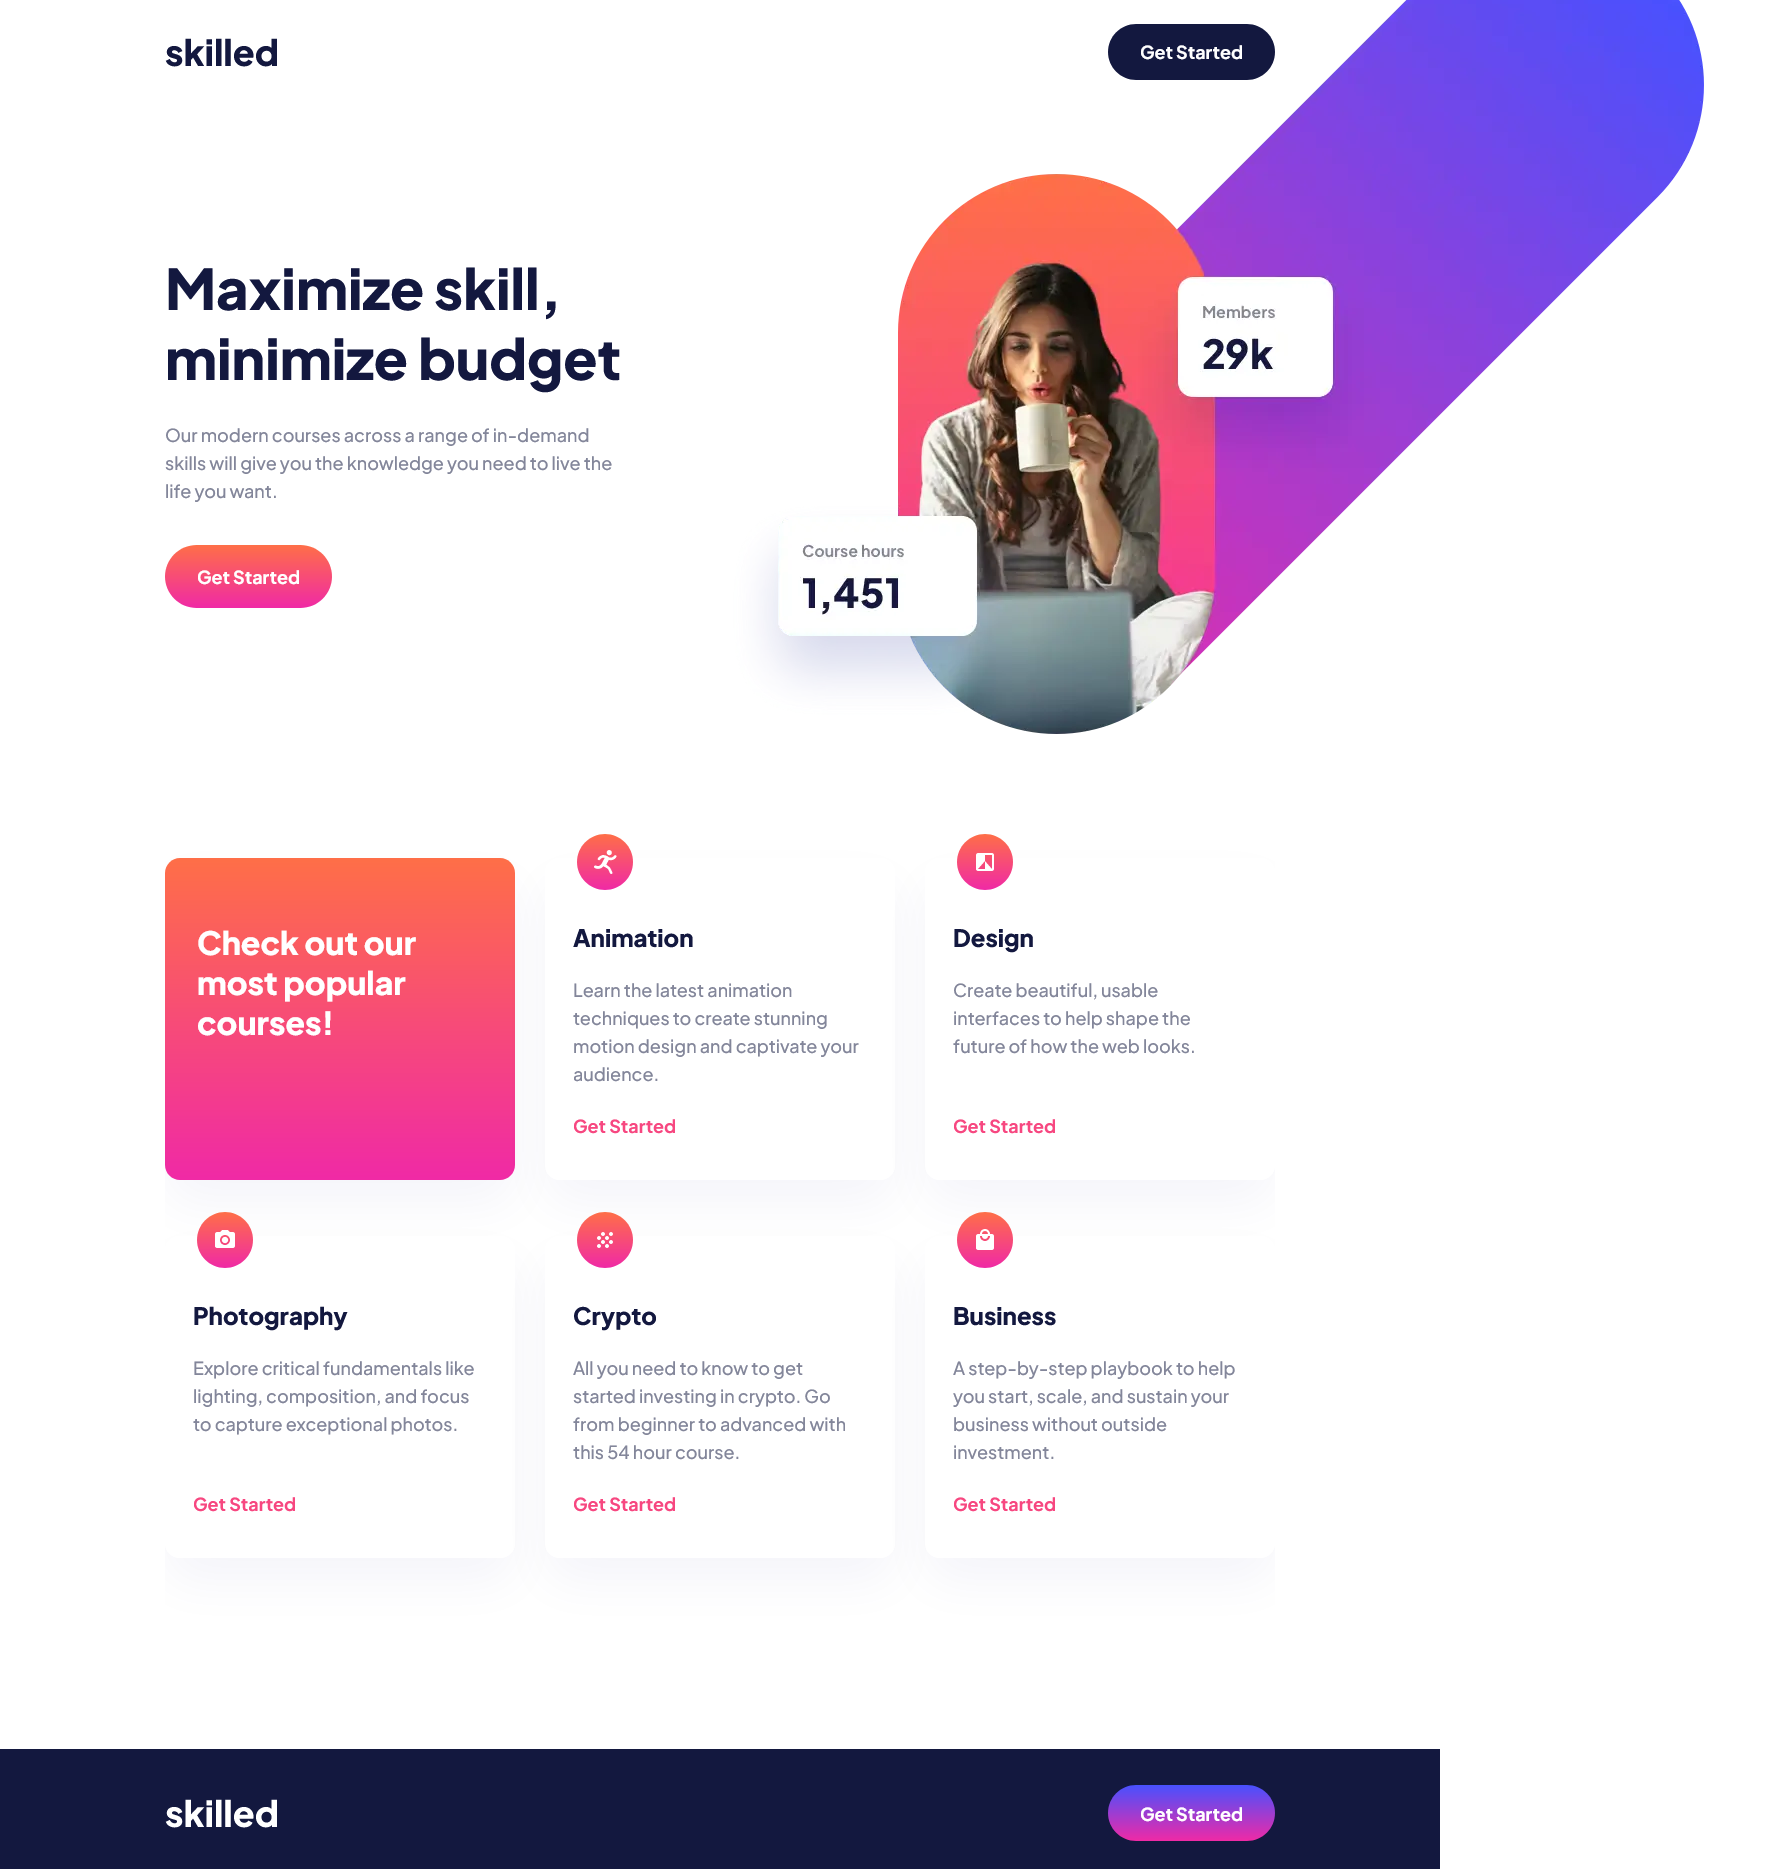 skilled
Get Started
Maximize skill,
minimize budget
Our modern courses across a range of in-demand
skills will give you the knowledge you need to live the
life you want.
Get Started
Members
29k
Course hours
1,451
Check out our
most popular
courses!
Animation
Learn the latest animation
techniques to create stunning
motion design and captivate your
audience.
Get Started
Design
Create beautiful, usable
interfaces to help shape the
future of how the web looks.
Get Started
Photography
Explore critical fundamentals like
lighting, composition, and focus
to capture exceptional photos.
Get Started
Crypto
All you need to know to get
started investing in crypto. Go
from beginner to advanced with
this 54 hour course.
Get Started
Business
A step-by-step playbook to help
you start, scale, and sustain your
business without outside
investment.
Get Started
skilled
Get Started